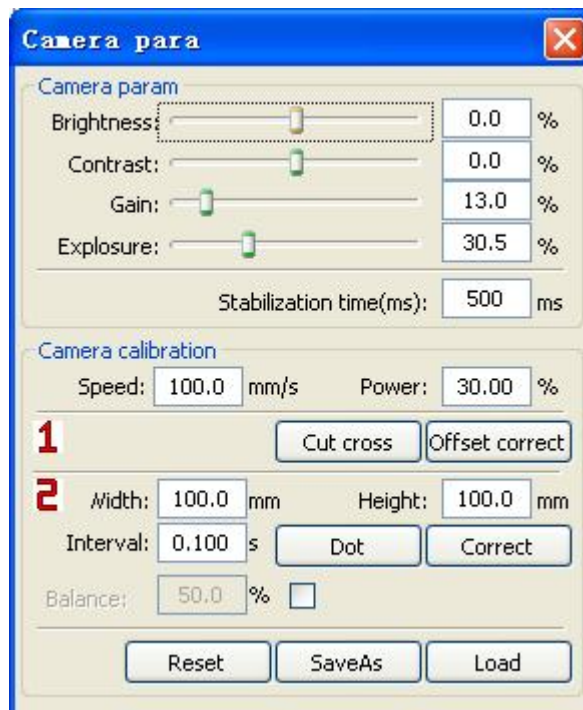 Camera para
Camera param
Brightness: 0.0 %
Contrast: 0.0 %
Gain: 13.0 %
Explosure: 30.5 %
Stabilization time(ms): 500 ms
Camera calibration
Speed: 100.0 mm/s Power: 30.00 %
1 Cut cross Offset correct
2 Width: 100.0 mm Height: 100.0 mm
Interval: 0.100 s Dot Correct
Balance: 50.0 %
Reset SaveAs Load